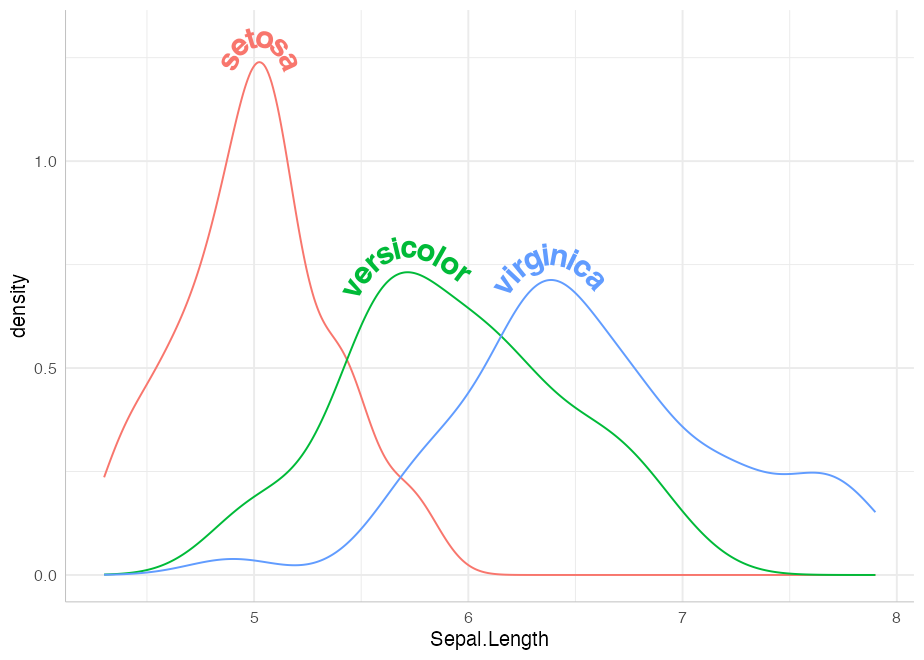 setosa
versicolor
virginica
1.0
0.5
0.0
density
5 6 7 8
Sepal.Length